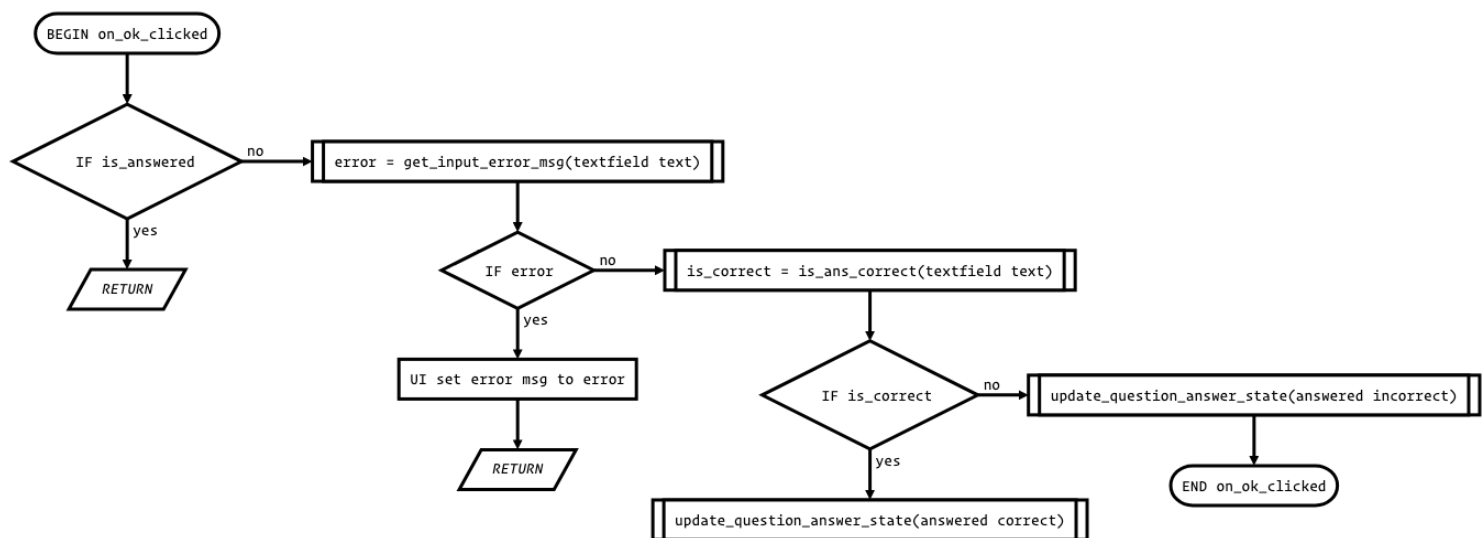 BEGIN on_ok_clicked
IF is_answered
no
error = get_input_error_msg(textfield text)
yes
RETURN
IF error
no
is_correct = is_ans_correct(textfield text)
yes
UI set error msg to error
RETURN
IF is_correct
no
update_question_answer_state(answered incorrect)
yes
END on_ok_clicked
update_question_answer_state(answered correct)